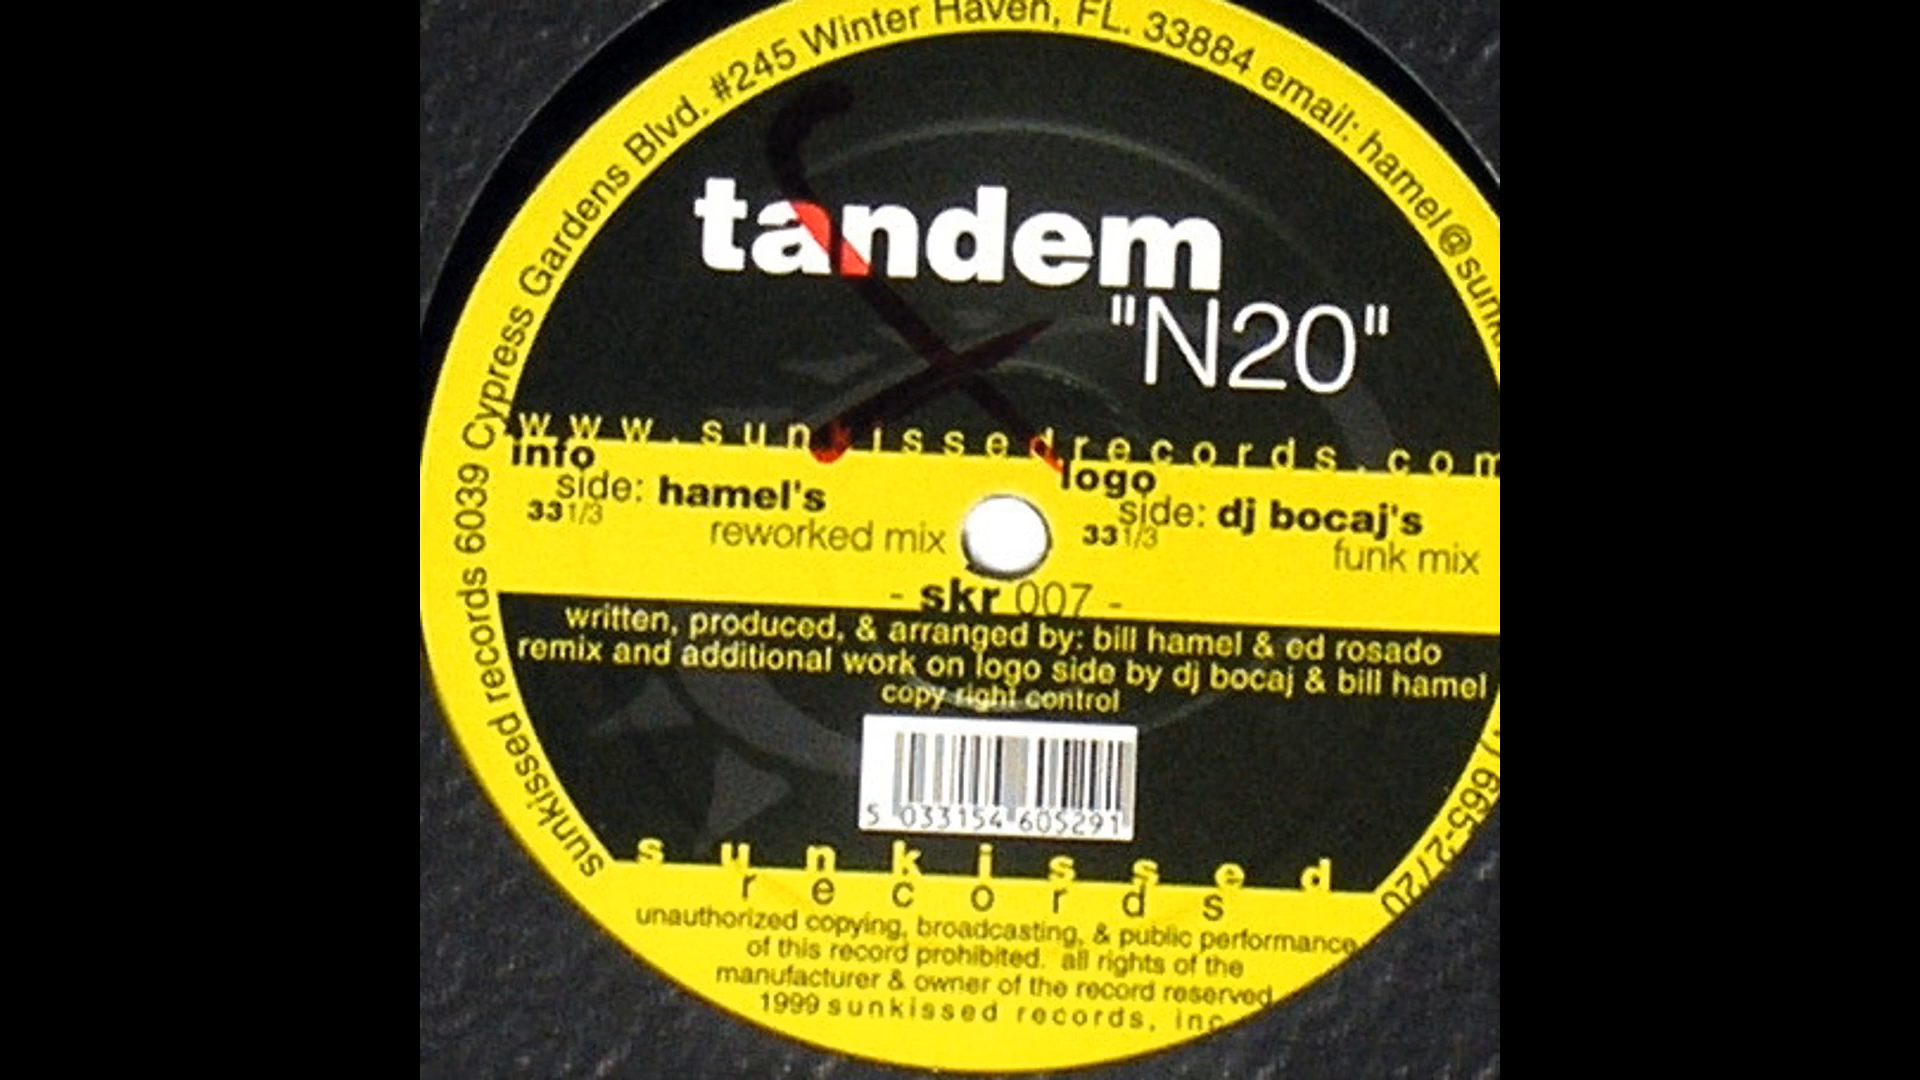 sunkissed records 6039 Cypress Gardens Blvd. #245 Winter Haven, FL. 33884 email: hamel@sunk
) 665-2720
tandem
"N20"
www.sunkissedrecords.com
info
side: hamel's
33 1/3
reworked mix
logo
side: dj bocaj's
33 1/3
funk mix
- skr 007 -
written, produced, & arranged by: bill hamel & ed rosado
remix and additional work on logo side by dj bocaj & bill hamel
copy right control
5 033154 605291
sunkissed
records
unauthorized copying, broadcasting, & public performance
of this record prohibited. all rights of the
manufacturer & owner of the record reserved
1999 sunkissed records, inc